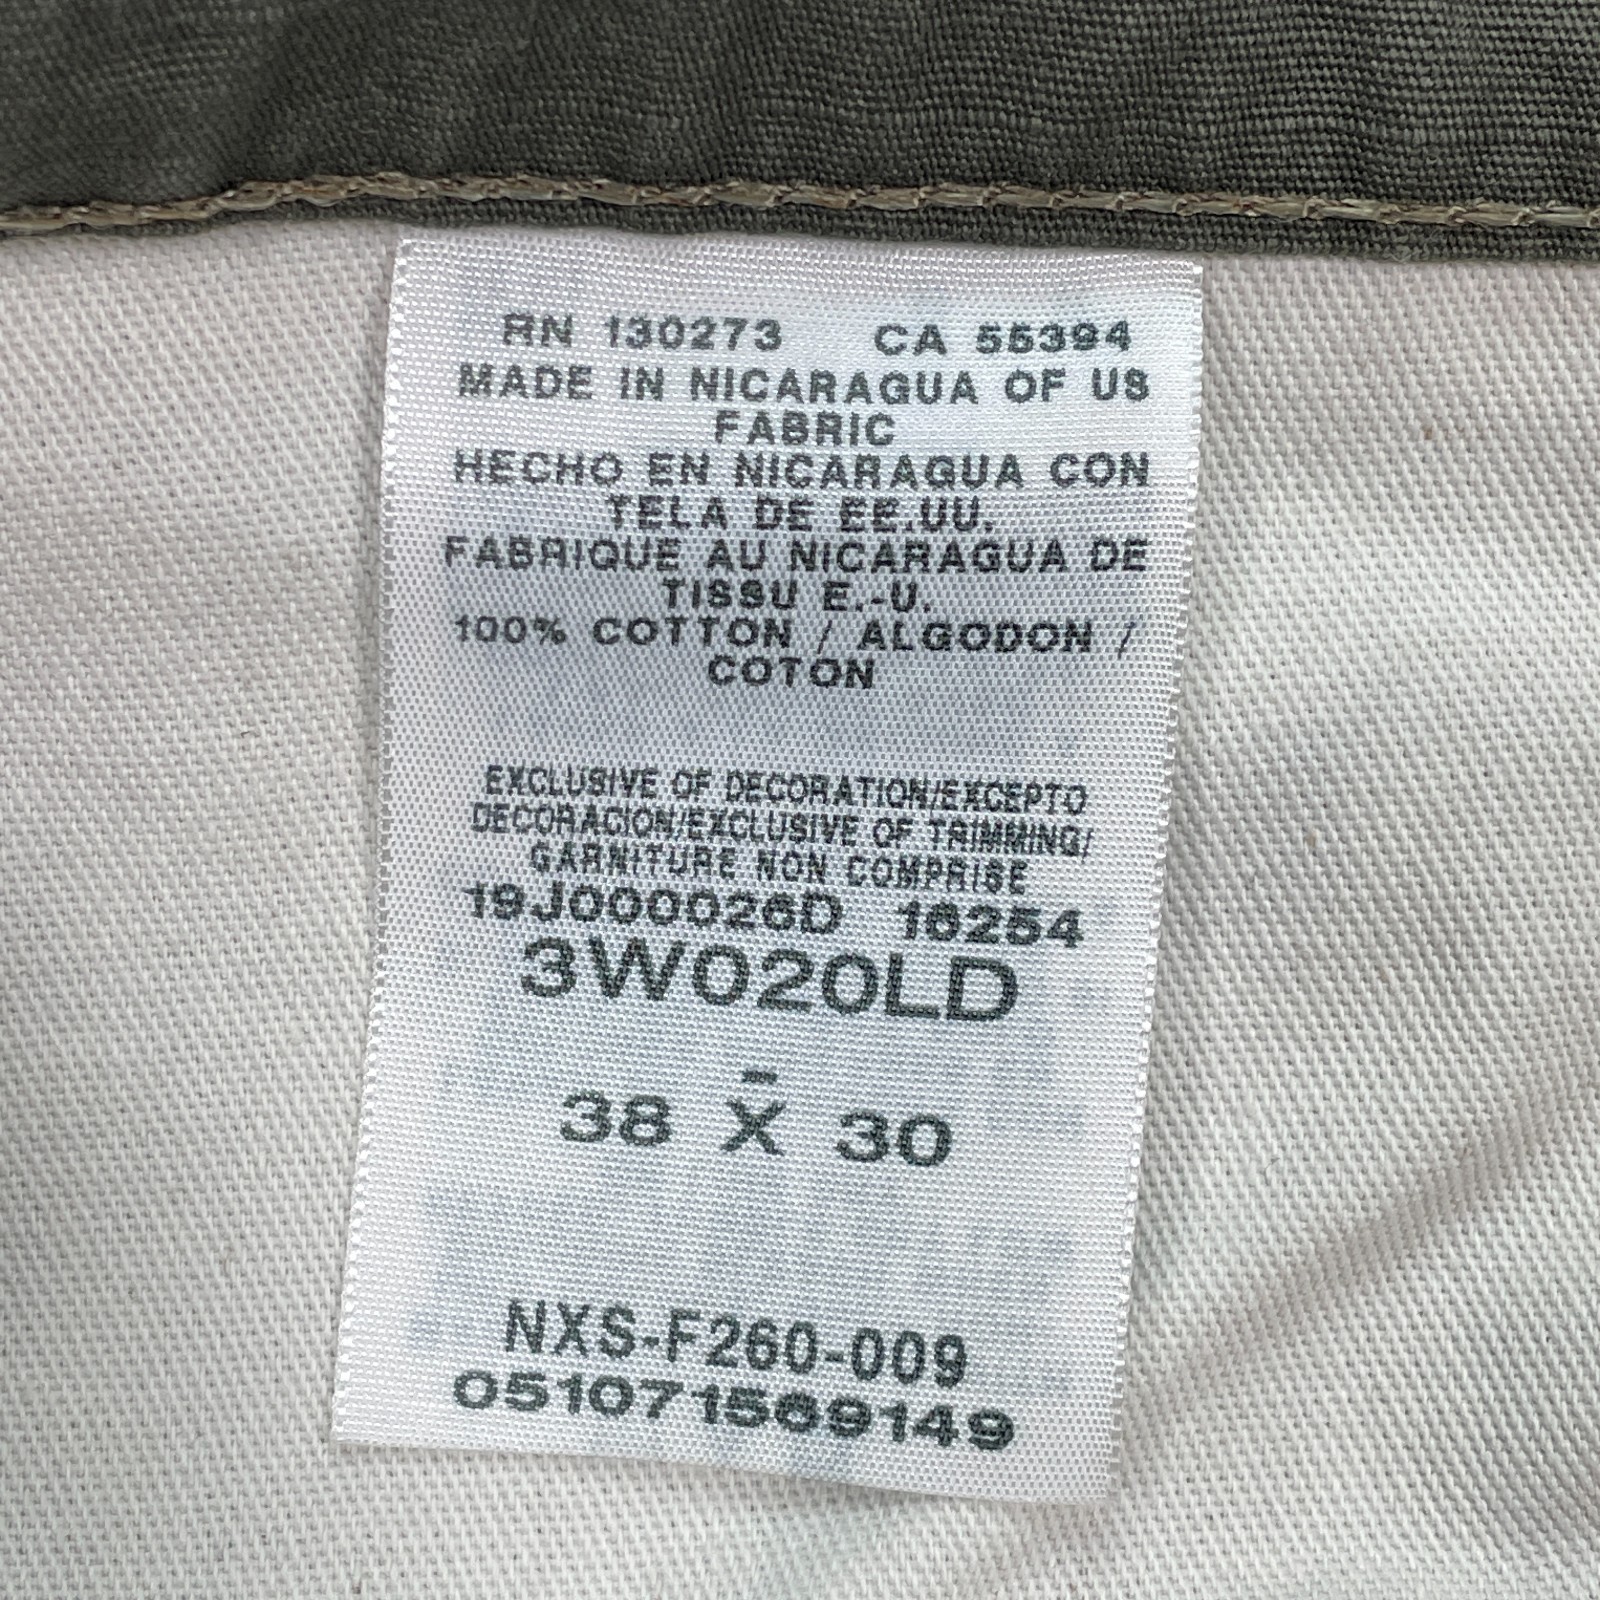 RN 130273 CA 55394
MADE IN NICARAGUA OF US
FABRIC
HECHO EN NICARAGUA CON
TELA DE EE.UU.
FABRIQUE AU NICARAGUA DE
TISSU E.-U.
100% COTTON / ALGODON /
COTON
EXCLUSIVE OF DECORATION/EXCEPTO
DECORACION/EXCLUSIVE OF TRIMMING/
GARNITURE NON COMPRISE
19J000026D 16254
3W020LD
-
38 X 30
NXS-F260-009
051071569149